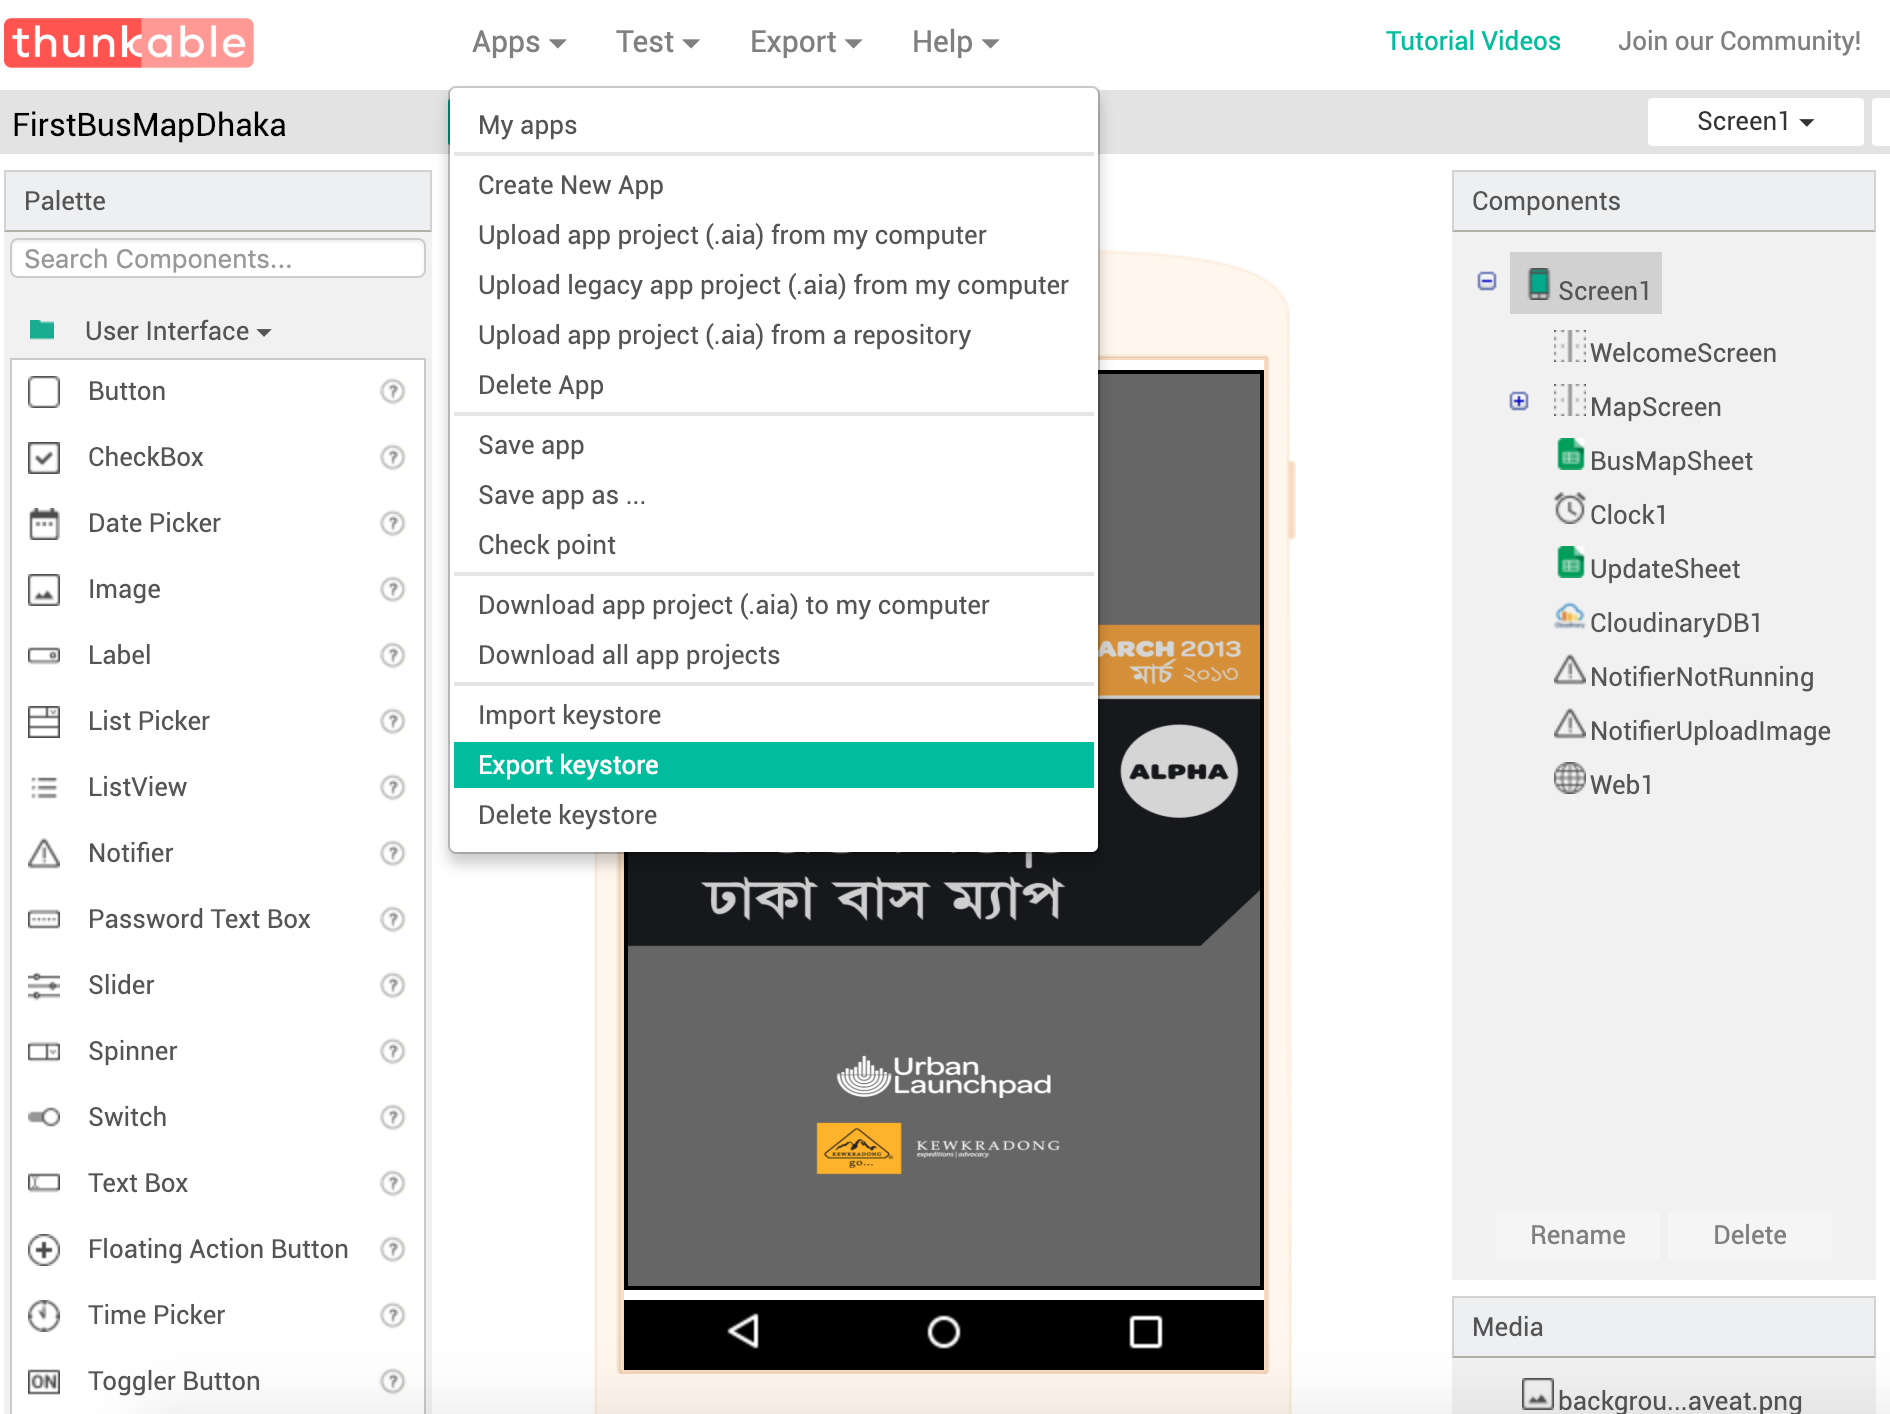 thunkable
Apps
Test
Export
Help
Tutorial Videos
Join our Community!
FirstBusMapDhaka
Screen1
My apps
Create New App
Upload app project (.aia) from my computer
Upload legacy app project (.aia) from my computer
Upload app project (.aia) from a repository
Delete App
Save app
Save app as ...
Check point
Download app project (.aia) to my computer
Download all app projects
Import keystore
Export keystore
Delete keystore
Palette
Search Components...
User Interface
Button ?
CheckBox ?
Date Picker ?
Image ?
Label ?
List Picker ?
ListView ?
Notifier ?
Password Text Box ?
Slider ?
Spinner ?
Switch ?
Text Box ?
Floating Action Button ?
Time Picker ?
ON Toggler Button ?
ARCH 2013
মার্চ ২০১৩
ALPHA
ঢাকা বাস ম্যাপ
Urban
Launchpad
KEWKRADONG
go...
KEWKRADONG
expeditions | advocacy
Components
Screen1
WelcomeScreen
MapScreen
BusMapSheet
Clock1
UpdateSheet
CloudinaryDB1
NotifierNotRunning
NotifierUploadImage
Web1
Rename
Delete
Media
backgrou...aveat.png